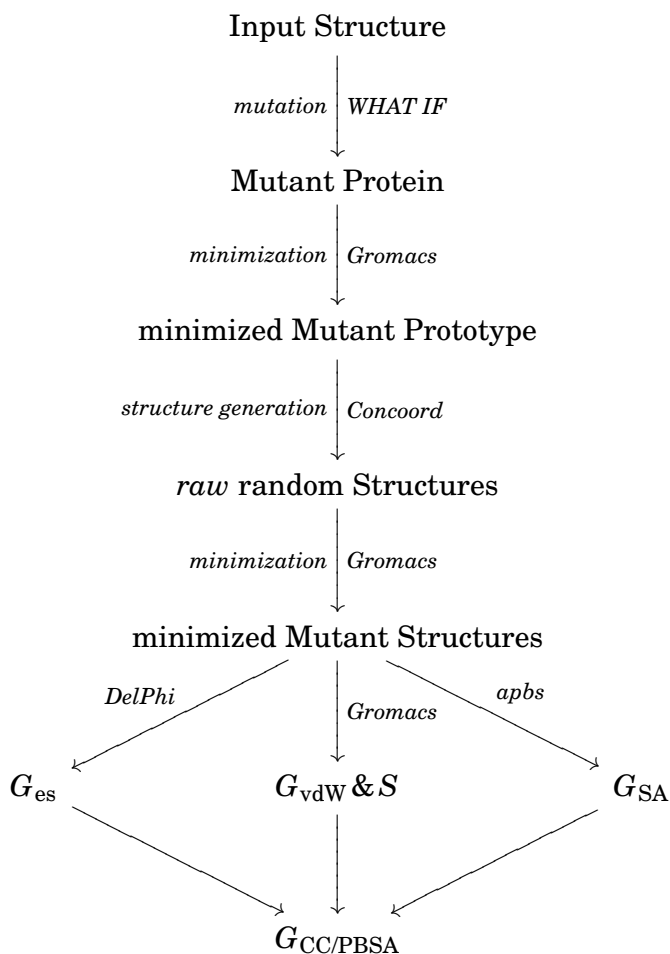 Input Structure
mutation WHAT IF
Mutant Protein
minimization Gromacs
minimized Mutant Prototype
structure generation Concoord
raw random Structures
minimization Gromacs
minimized Mutant Structures
DelPhi apbs
Gromacs
G_es G_vdW & S G_SA
G_CC/PBSA